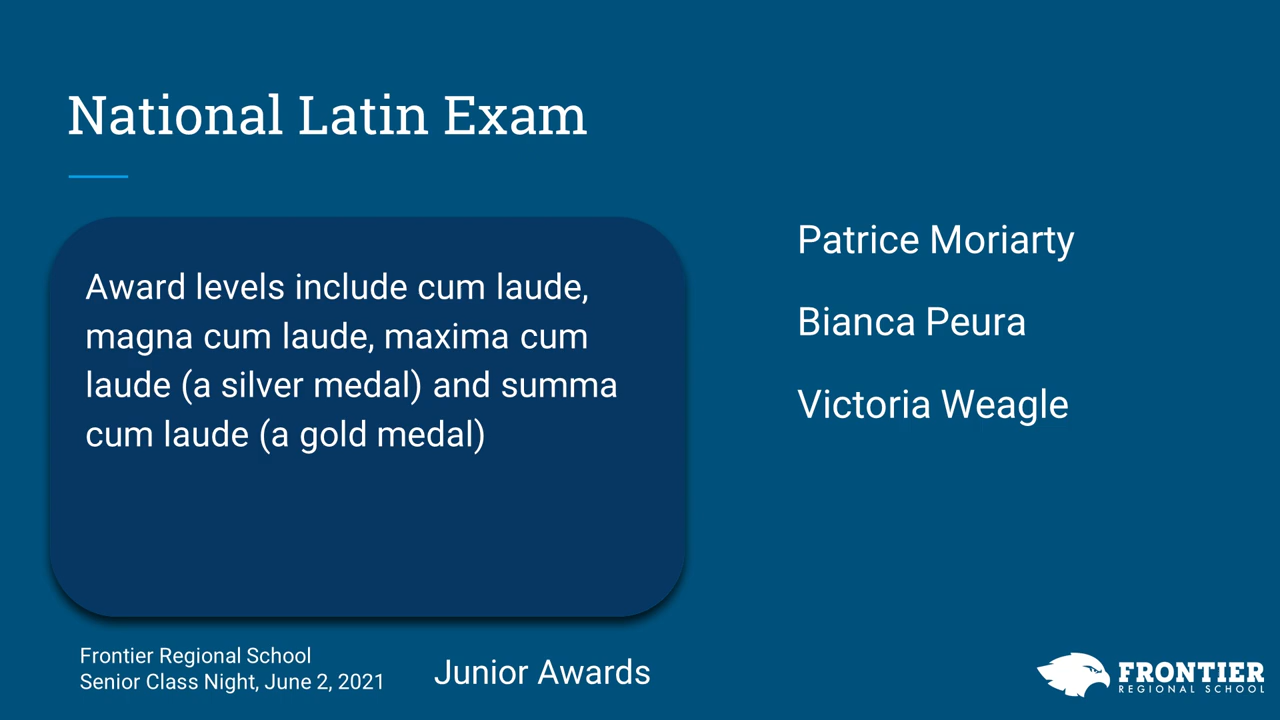 National Latin Exam
Award levels include cum laude,
magna cum laude, maxima cum
laude (a silver medal) and summa
cum laude (a gold medal)
Patrice Moriarty
Bianca Peura
Victoria Weagle
Frontier Regional School
Senior Class Night, June 2, 2021
Junior Awards
FRONTIER
REGIONAL SCHOOL